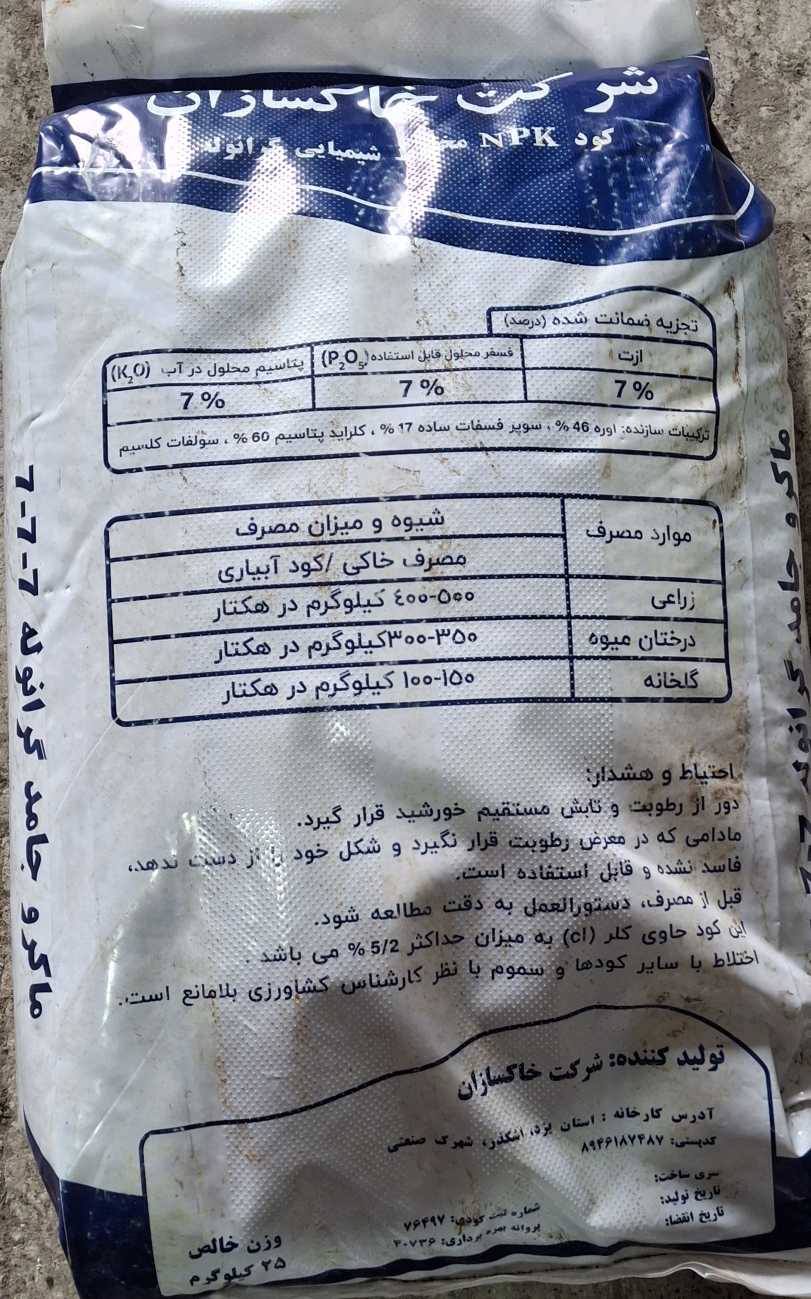 شرکت خاکسازان
کود NPK مخلوط شیمیایی گرانوله
تجزیه ضمانت شده (درصد)
ازت
فسفر محلول قابل استفاده (P₂O₅)
پتاسیم محلول در آب (K₂O)
7 %
7 %
7 %
ترکیبات سازنده: اوره 46 % ، سوپر فسفات ساده 17 % ، کلراید پتاسیم 60 % ، سولفات کلسیم
موارد مصرف
شیوه و میزان مصرف
مصرف خاکی /کود آبیاری
زراعی
۴۰۰-۵۰۰ کیلوگرم در هکتار
درختان میوه
۳۰۰-۳۵۰کیلوگرم در هکتار
گلخانه
۱۰۰-۱۵۰ کیلوگرم در هکتار
احتیاط و هشدار:
دور از رطوبت و تابش مستقیم خورشید قرار گیرد.
مادامی که در معرض رطوبت قرار نگیرد و شکل خود را از دست ندهد،
فاسد نشده و قابل استفاده است.
قبل از مصرف، دستورالعمل به دقت مطالعه شود.
این کود حاوی کلر (cl) به میزان حداکثر 5/2 % می باشد .
اختلاط با سایر کودها و سموم با نظر کارشناس کشاورزی بلامانع است.
تولید کننده: شرکت خاکسازان
آدرس کارخانه : استان یزد، اشکذر، شهرک صنعتی
کدپستی: ۸۹۴۶۱۸۷۴۸۷
سری ساخت:
تاریخ تولید:
تاریخ انقضا:
شماره ثبت کودی: ۷۶۴۹۷
پروانه بهره برداری: ۳۰۷۳۶
وزن خالص
۲۵ کیلوگرم
ماکرو جامد گرانوله 7-7-7
ماکرو جامد گرانوله